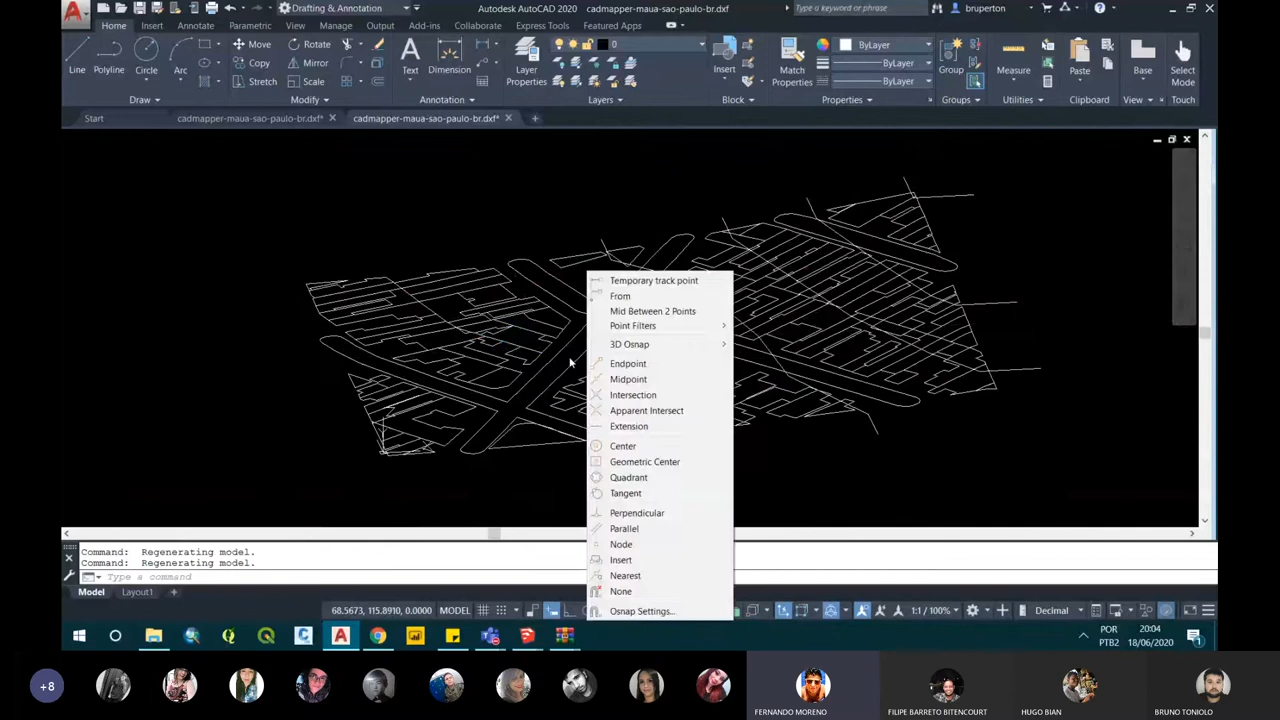 Drafting & Annotation
Autodesk AutoCAD 2020
cadmapper-maua-sao-paulo-br.dxf
Type a keyword or phrase
bruperton
Home
Insert
Annotate
Parametric
View
Manage
Output
Add-ins
Collaborate
Express Tools
Featured Apps
Line
Polyline
Circle
Arc
Move
Rotate
Copy
Mirror
Stretch
Scale
Text
Dimension
Layer
Properties
0
Insert
Match
Properties
ByLayer
ByLayer
ByLayer
Group
Measure
Paste
Base
Select
Mode
Draw
Modify
Annotation
Layers
Block
Properties
Groups
Utilities
Clipboard
View
Touch
Start
cadmapper-maua-sao-paulo-br.dxf*
cadmapper-maua-sao-paulo-br.dxf*
Temporary track point
From
Mid Between 2 Points
Point Filters
3D Osnap
Endpoint
Midpoint
Intersection
Apparent Intersect
Extension
Center
Geometric Center
Quadrant
Tangent
Perpendicular
Parallel
Node
Insert
Nearest
None
Osnap Settings...
Command: Regenerating model.
Command: Regenerating model.
Type a command
Model
Layout1
68.5673, 115.8910, 0.0000
MODEL
1:1 / 100%
Decimal
POR
PTB2
20:04
18/06/2020
+8
FERNANDO MORENO
FILIPE BARRETO BITENCOURT
HUGO BIAN
BRUNO TONIOLO